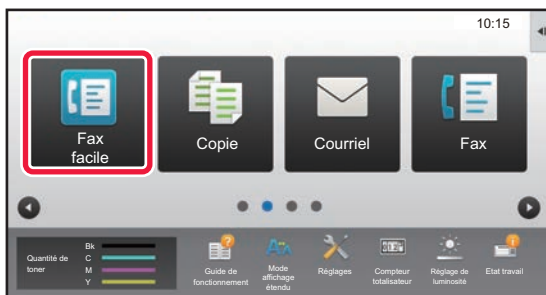 10:15
Fax
facile
Copie
Courriel
Fax
Quantité de
toner
Bk
C
M
Y
Guide de
fonctionnement
Mode
affichage
étendu
Réglages
Compteur
totalisateur
Réglage de
luminosité
Etat travail